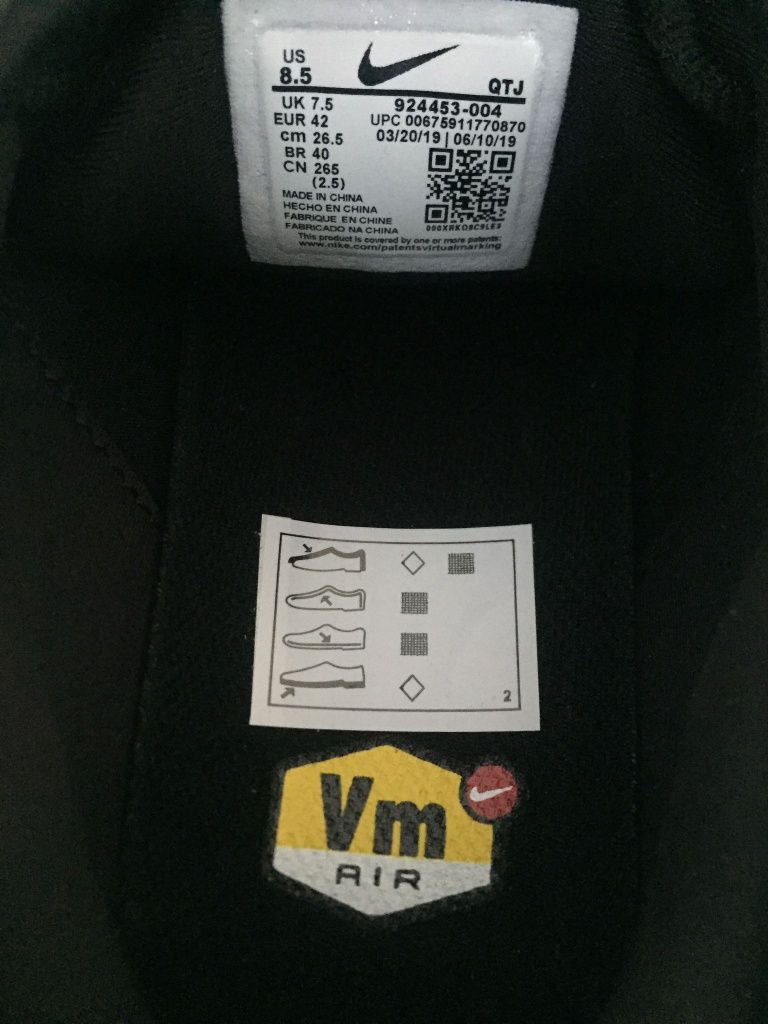 US
8.5
QTJ
UK 7.5
924453-004
EUR 42
UPC 00675911770870
cm 26.5
03/20/19 | 06/10/19
BR 40
CN 265
(2.5)
MADE IN CHINA
HECHO EN CHINA
FABRIQUE EN CHINE
FABRICADO NA CHINA
This product is covered by one or more patents:
www.nike.com/patentsvirtualmarking
2
Vm
AIR